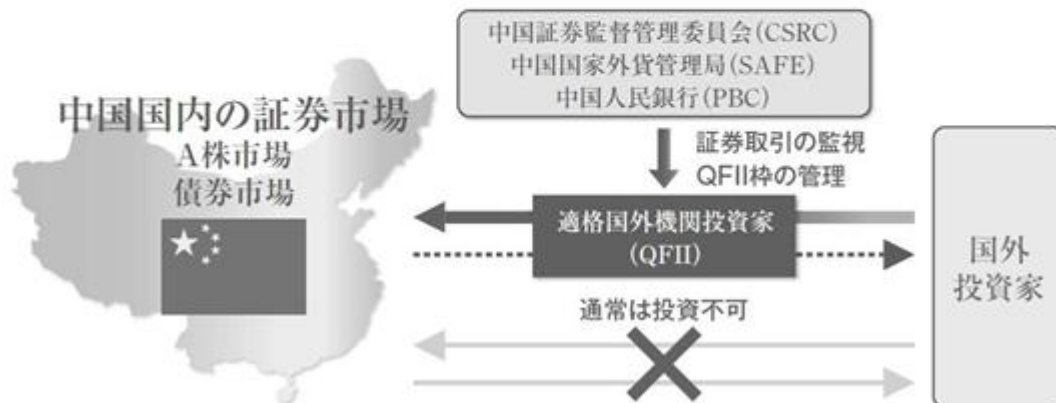 中国証券監督管理委員会(CSRC)
中国国家外貨管理局(SAFE)
中国人民銀行(PBC)
中国国内の証券市場
A株市場
債券市場
証券取引の監視
QFII枠の管理
適格国外機関投資家
(QFII)
国外
投資家
通常は投資不可